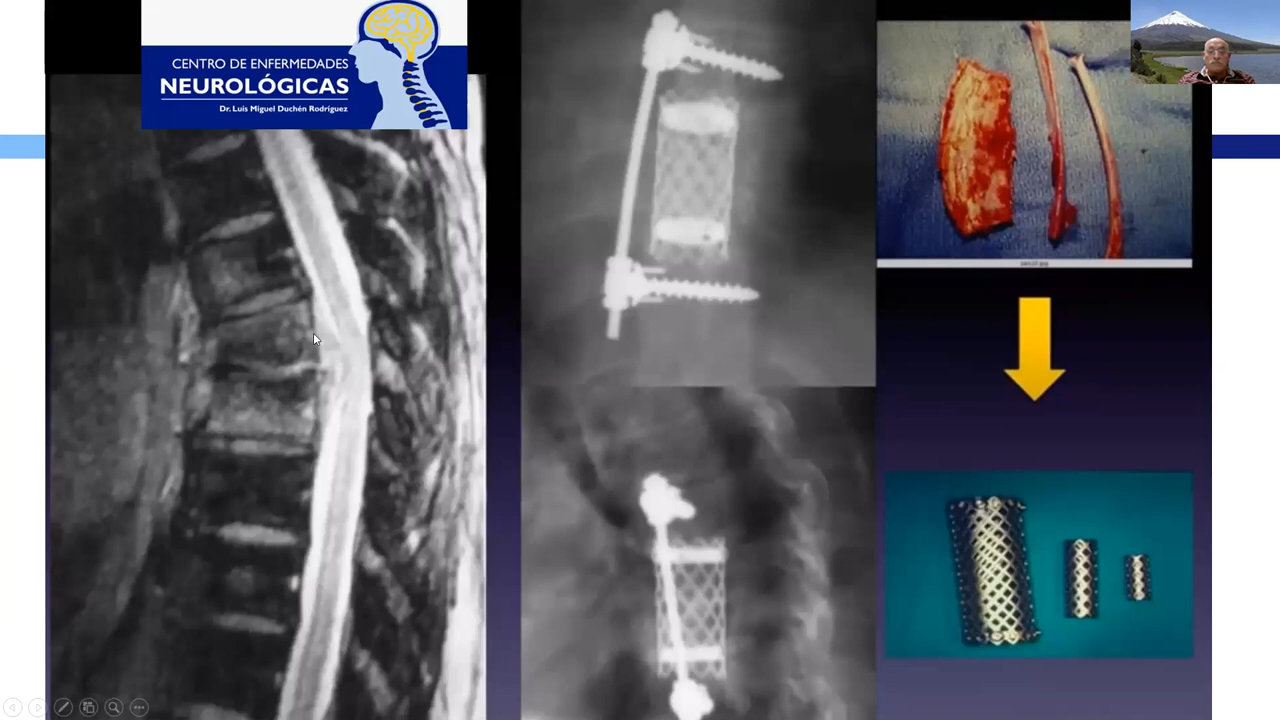 CENTRO DE ENFERMEDADES
NEUROLÓGICAS
Dr. Luis Miguel Duchén Rodríguez